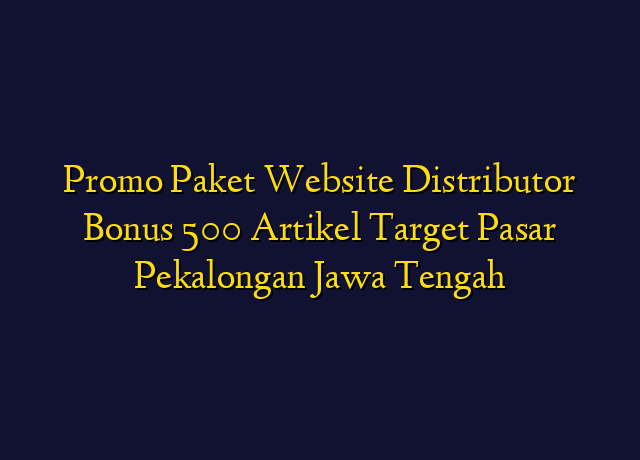 Promo Paket Website Distributor
Bonus 500 Artikel Target Pasar
Pekalongan Jawa Tengah